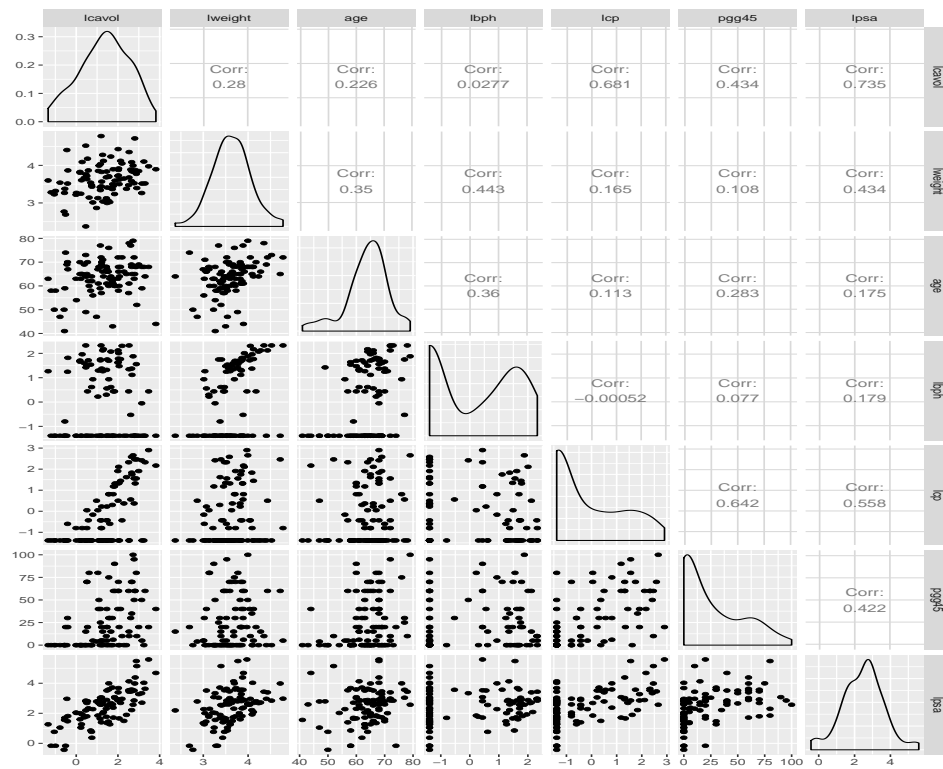 lcavol lweight age lbph lcp pgg45 lpsa
0.3
0.2
0.1
0.0
Corr: 0.28
Corr: 0.226
Corr: 0.0277
Corr: 0.681
Corr: 0.434
Corr: 0.735
lcavol
4
3
Corr: 0.35
Corr: 0.443
Corr: 0.165
Corr: 0.108
Corr: 0.434
lweight
80
70
60
50
40
Corr: 0.36
Corr: 0.113
Corr: 0.283
Corr: 0.175
age
2
1
0
−1
Corr: −0.00052
Corr: 0.077
Corr: 0.179
lbph
3
2
1
0
−1
Corr: 0.642
Corr: 0.558
lcp
100
75
50
25
0
Corr: 0.422
pgg45
4
2
0
lpsa
0 2 4 3 4 40 50 60 70 80 −1 0 1 2 −1 0 1 2 3 0 25 50 75 100 0 2 4